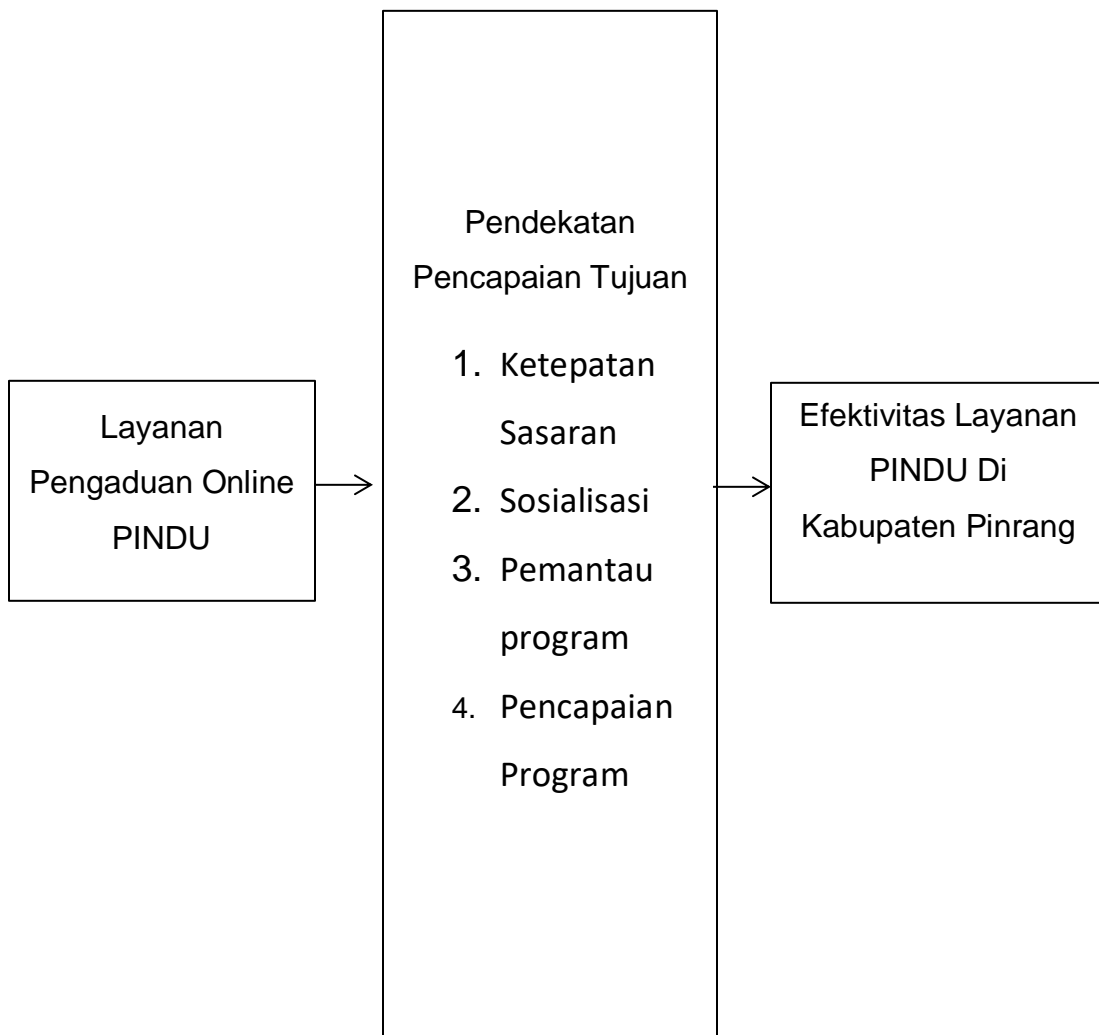 Layanan
Pengaduan Online
PINDU
Pendekatan
Pencapaian Tujuan
1. Ketepatan
Sasaran
2. Sosialisasi
3. Pemantau
program
4. Pencapaian
Program
Efektivitas Layanan
PINDU Di
Kabupaten Pinrang